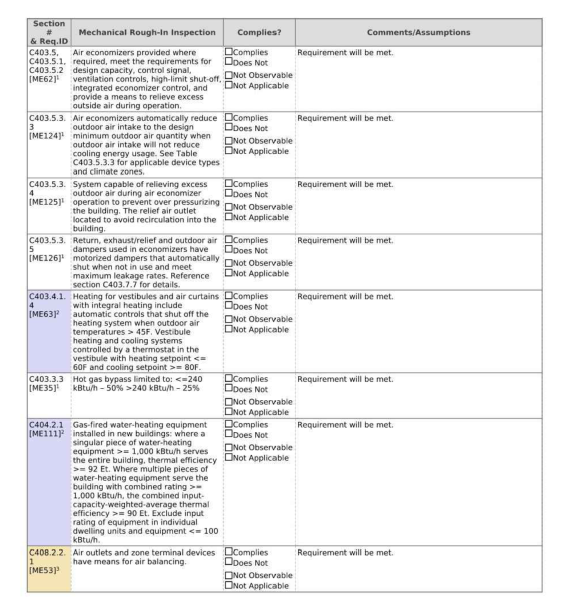 Section
#
& Req.ID
Mechanical Rough-In Inspection
Complies?
Comments/Assumptions
C403.5,
C403.5.1,
C403.5.2
[ME62]¹
Air economizers provided where
required, meet the requirements for
design capacity, control signal,
ventilation controls, high-limit shut-off,
integrated economizer control, and
provide a means to relieve excess
outside air during operation.
☐Complies
☐Does Not
☐Not Observable
☐Not Applicable
Requirement will be met.
C403.5.3.
3
[ME124]¹
Air economizers automatically reduce
outdoor air intake to the design
minimum outdoor air quantity when
outdoor air intake will not reduce
cooling energy usage. See Table
C403.5.3.3 for applicable device types
and climate zones.
☐Complies
☐Does Not
☐Not Observable
☐Not Applicable
Requirement will be met.
C403.5.3.
4
[ME125]¹
System capable of relieving excess
outdoor air during air economizer
operation to prevent over pressurizing
the building. The relief air outlet
located to avoid recirculation into the
building.
☐Complies
☐Does Not
☐Not Observable
☐Not Applicable
Requirement will be met.
C403.5.3.
5
[ME126]¹
Return, exhaust/relief and outdoor air
dampers used in economizers have
motorized dampers that automatically
shut when not in use and meet
maximum leakage rates. Reference
section C403.7.7 for details.
☐Complies
☐Does Not
☐Not Observable
☐Not Applicable
Requirement will be met.
C403.4.1.
4
[ME63]²
Heating for vestibules and air curtains
with integral heating include
automatic controls that shut off the
heating system when outdoor air
temperatures > 45F. Vestibule
heating and cooling systems
controlled by a thermostat in the
vestibule with heating setpoint <=
60F and cooling setpoint >= 80F.
☐Complies
☐Does Not
☐Not Observable
☐Not Applicable
Requirement will be met.
C403.3.3
[ME35]¹
Hot gas bypass limited to: <=240
kBtu/h – 50% >240 kBtu/h – 25%
☐Complies
☐Does Not
☐Not Observable
☐Not Applicable
Requirement will be met.
C404.2.1
[ME111]²
Gas-fired water-heating equipment
installed in new buildings: where a
singular piece of water-heating
equipment >= 1,000 kBtu/h serves
the entire building, thermal efficiency
>= 92 Et. Where multiple pieces of
water-heating equipment serve the
building with combined rating >=
1,000 kBtu/h, the combined input-
capacity-weighted-average thermal
efficiency >= 90 Et. Exclude input
rating of equipment in individual
dwelling units and equipment <= 100
kBtu/h.
☐Complies
☐Does Not
☐Not Observable
☐Not Applicable
Requirement will be met.
C408.2.2.
1
[ME53]³
Air outlets and zone terminal devices
have means for air balancing.
☐Complies
☐Does Not
☐Not Observable
☐Not Applicable
Requirement will be met.